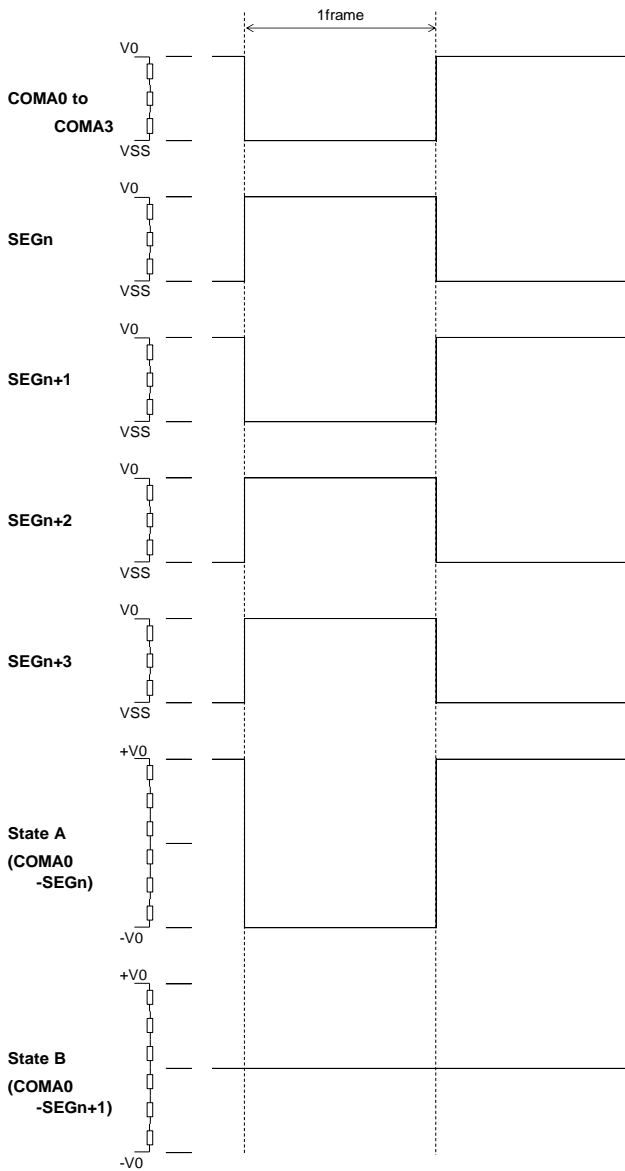 1frame
V0
COMA0 to
COMA3
VSS
V0
SEGn
VSS
V0
SEGn+1
VSS
V0
SEGn+2
VSS
V0
SEGn+3
VSS
+V0
State A
(COMA0
-SEGn)
-V0
+V0
State B
(COMA0
-SEGn+1)
-V0